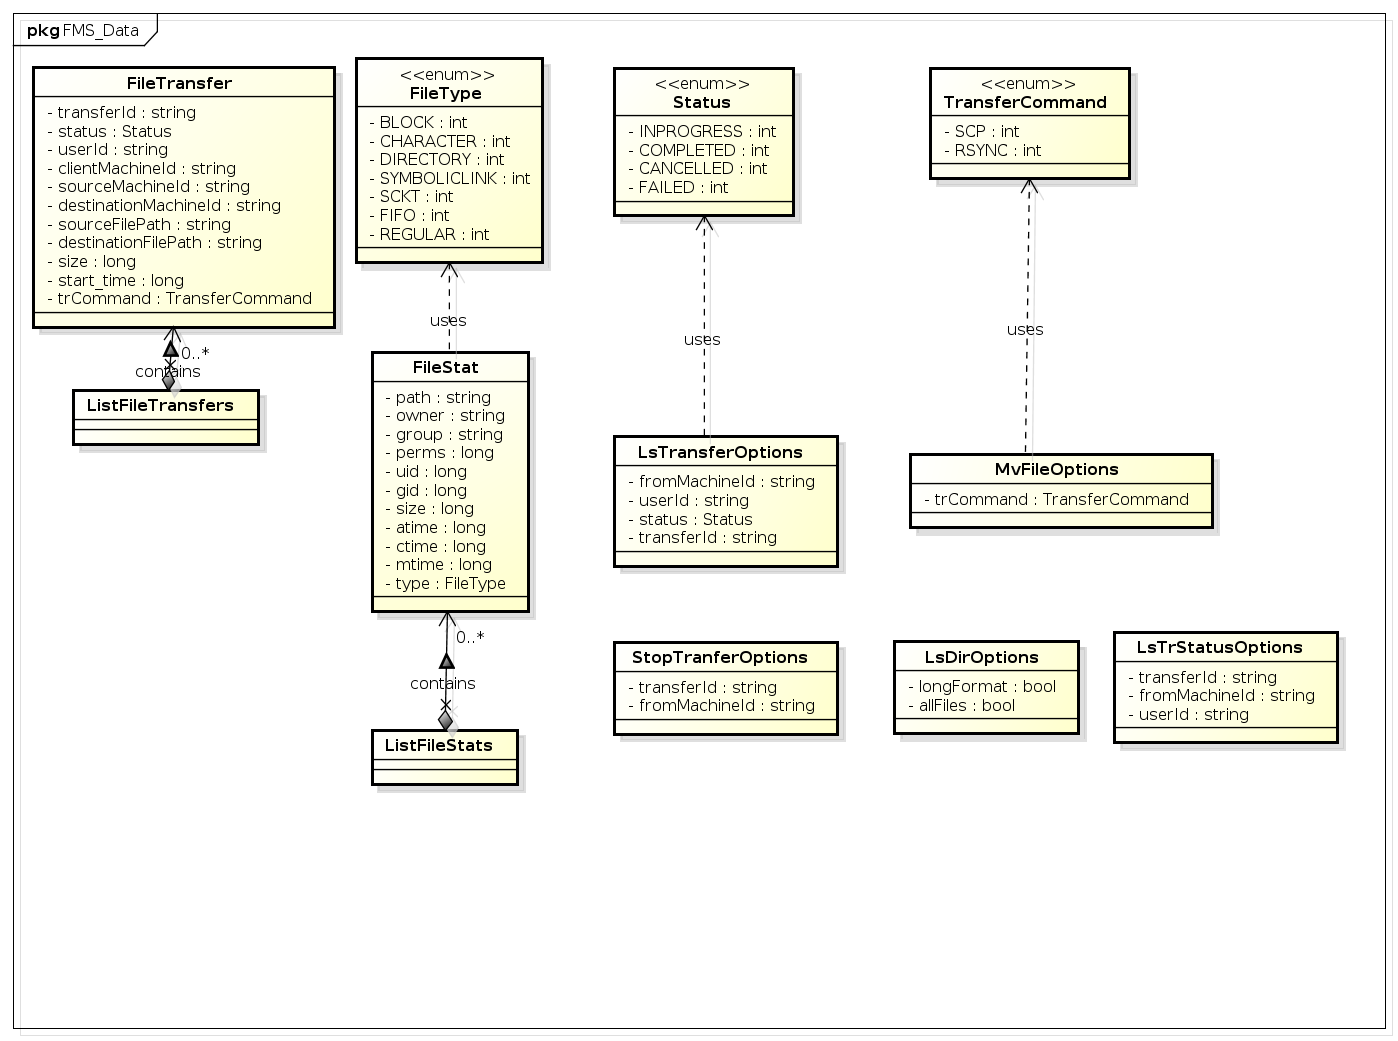 pkg FMS_Data
FileTransfer
- transferId : string
- status : Status
- userId : string
- clientMachineId : string
- sourceMachineId : string
- destinationMachineId : string
- sourceFilePath : string
- destinationFilePath : string
- size : long
- start_time : long
- trCommand : TransferCommand
0..*
contains
ListFileTransfers
<<enum>>
FileType
- BLOCK : int
- CHARACTER : int
- DIRECTORY : int
- SYMBOLICLINK : int
- SCKT : int
- FIFO : int
- REGULAR : int
uses
FileStat
- path : string
- owner : string
- group : string
- perms : long
- uid : long
- gid : long
- size : long
- atime : long
- ctime : long
- mtime : long
- type : FileType
0..*
contains
ListFileStats
<<enum>>
Status
- INPROGRESS : int
- COMPLETED : int
- CANCELLED : int
- FAILED : int
uses
LsTransferOptions
- fromMachineId : string
- userId : string
- status : Status
- transferId : string
<<enum>>
TransferCommand
- SCP : int
- RSYNC : int
uses
MvFileOptions
- trCommand : TransferCommand
StopTranferOptions
- transferId : string
- fromMachineId : string
LsDirOptions
- longFormat : bool
- allFiles : bool
LsTrStatusOptions
- transferId : string
- fromMachineId : string
- userId : string